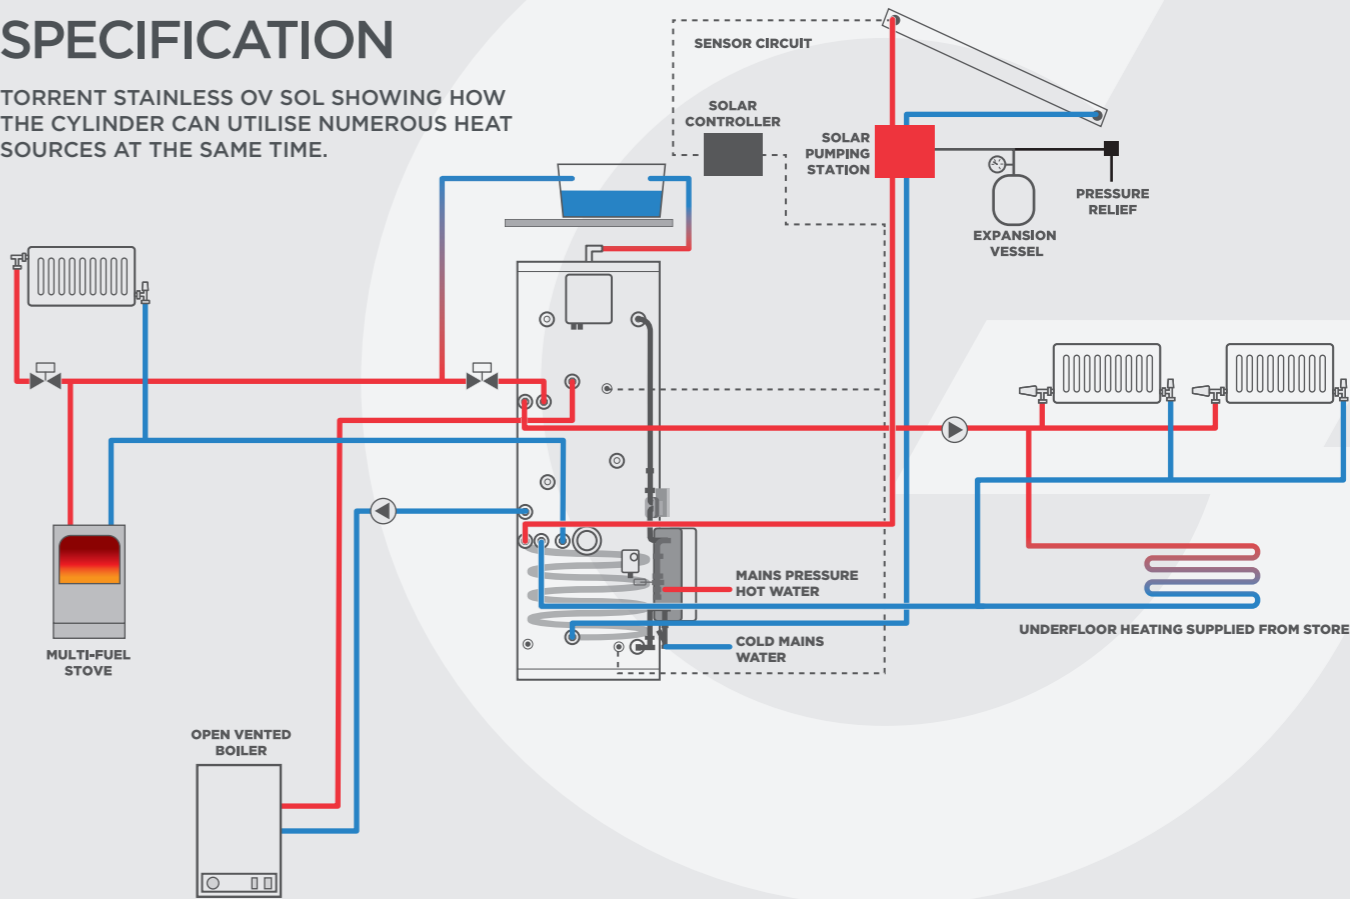 SPECIFICATION
TORRENT STAINLESS OV SOL SHOWING HOW
THE CYLINDER CAN UTILISE NUMEROUS HEAT
SOURCES AT THE SAME TIME.
SENSOR CIRCUIT
SOLAR
CONTROLLER
SOLAR
PUMPING
STATION
PRESSURE
RELIEF
EXPANSION
VESSEL
MAINS PRESSURE
HOT WATER
UNDERFLOOR HEATING SUPPLIED FROM STORE
COLD MAINS
WATER
MULTI-FUEL
STOVE
OPEN VENTED
BOILER